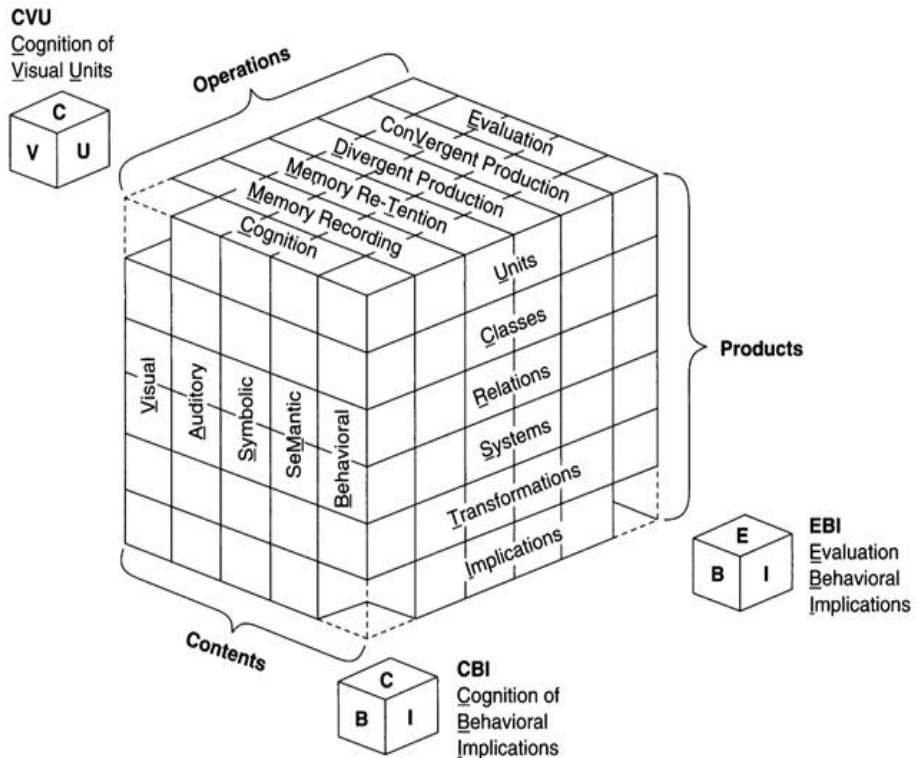 CVU
Cognition of
Visual Units
C
V U
Operations
Evaluation
ConVergent Production
Divergent Production
Memory Re-Tention
Memory Recording
Cognition
Units
Classes
Relations
Systems
Transformations
Implications
Products
Visual
Auditory
Symbolic
SeMantic
Behavioral
Contents
E
B I
EBI
Evaluation
Behavioral
Implications
C
B I
CBI
Cognition of
Behavioral
Implications